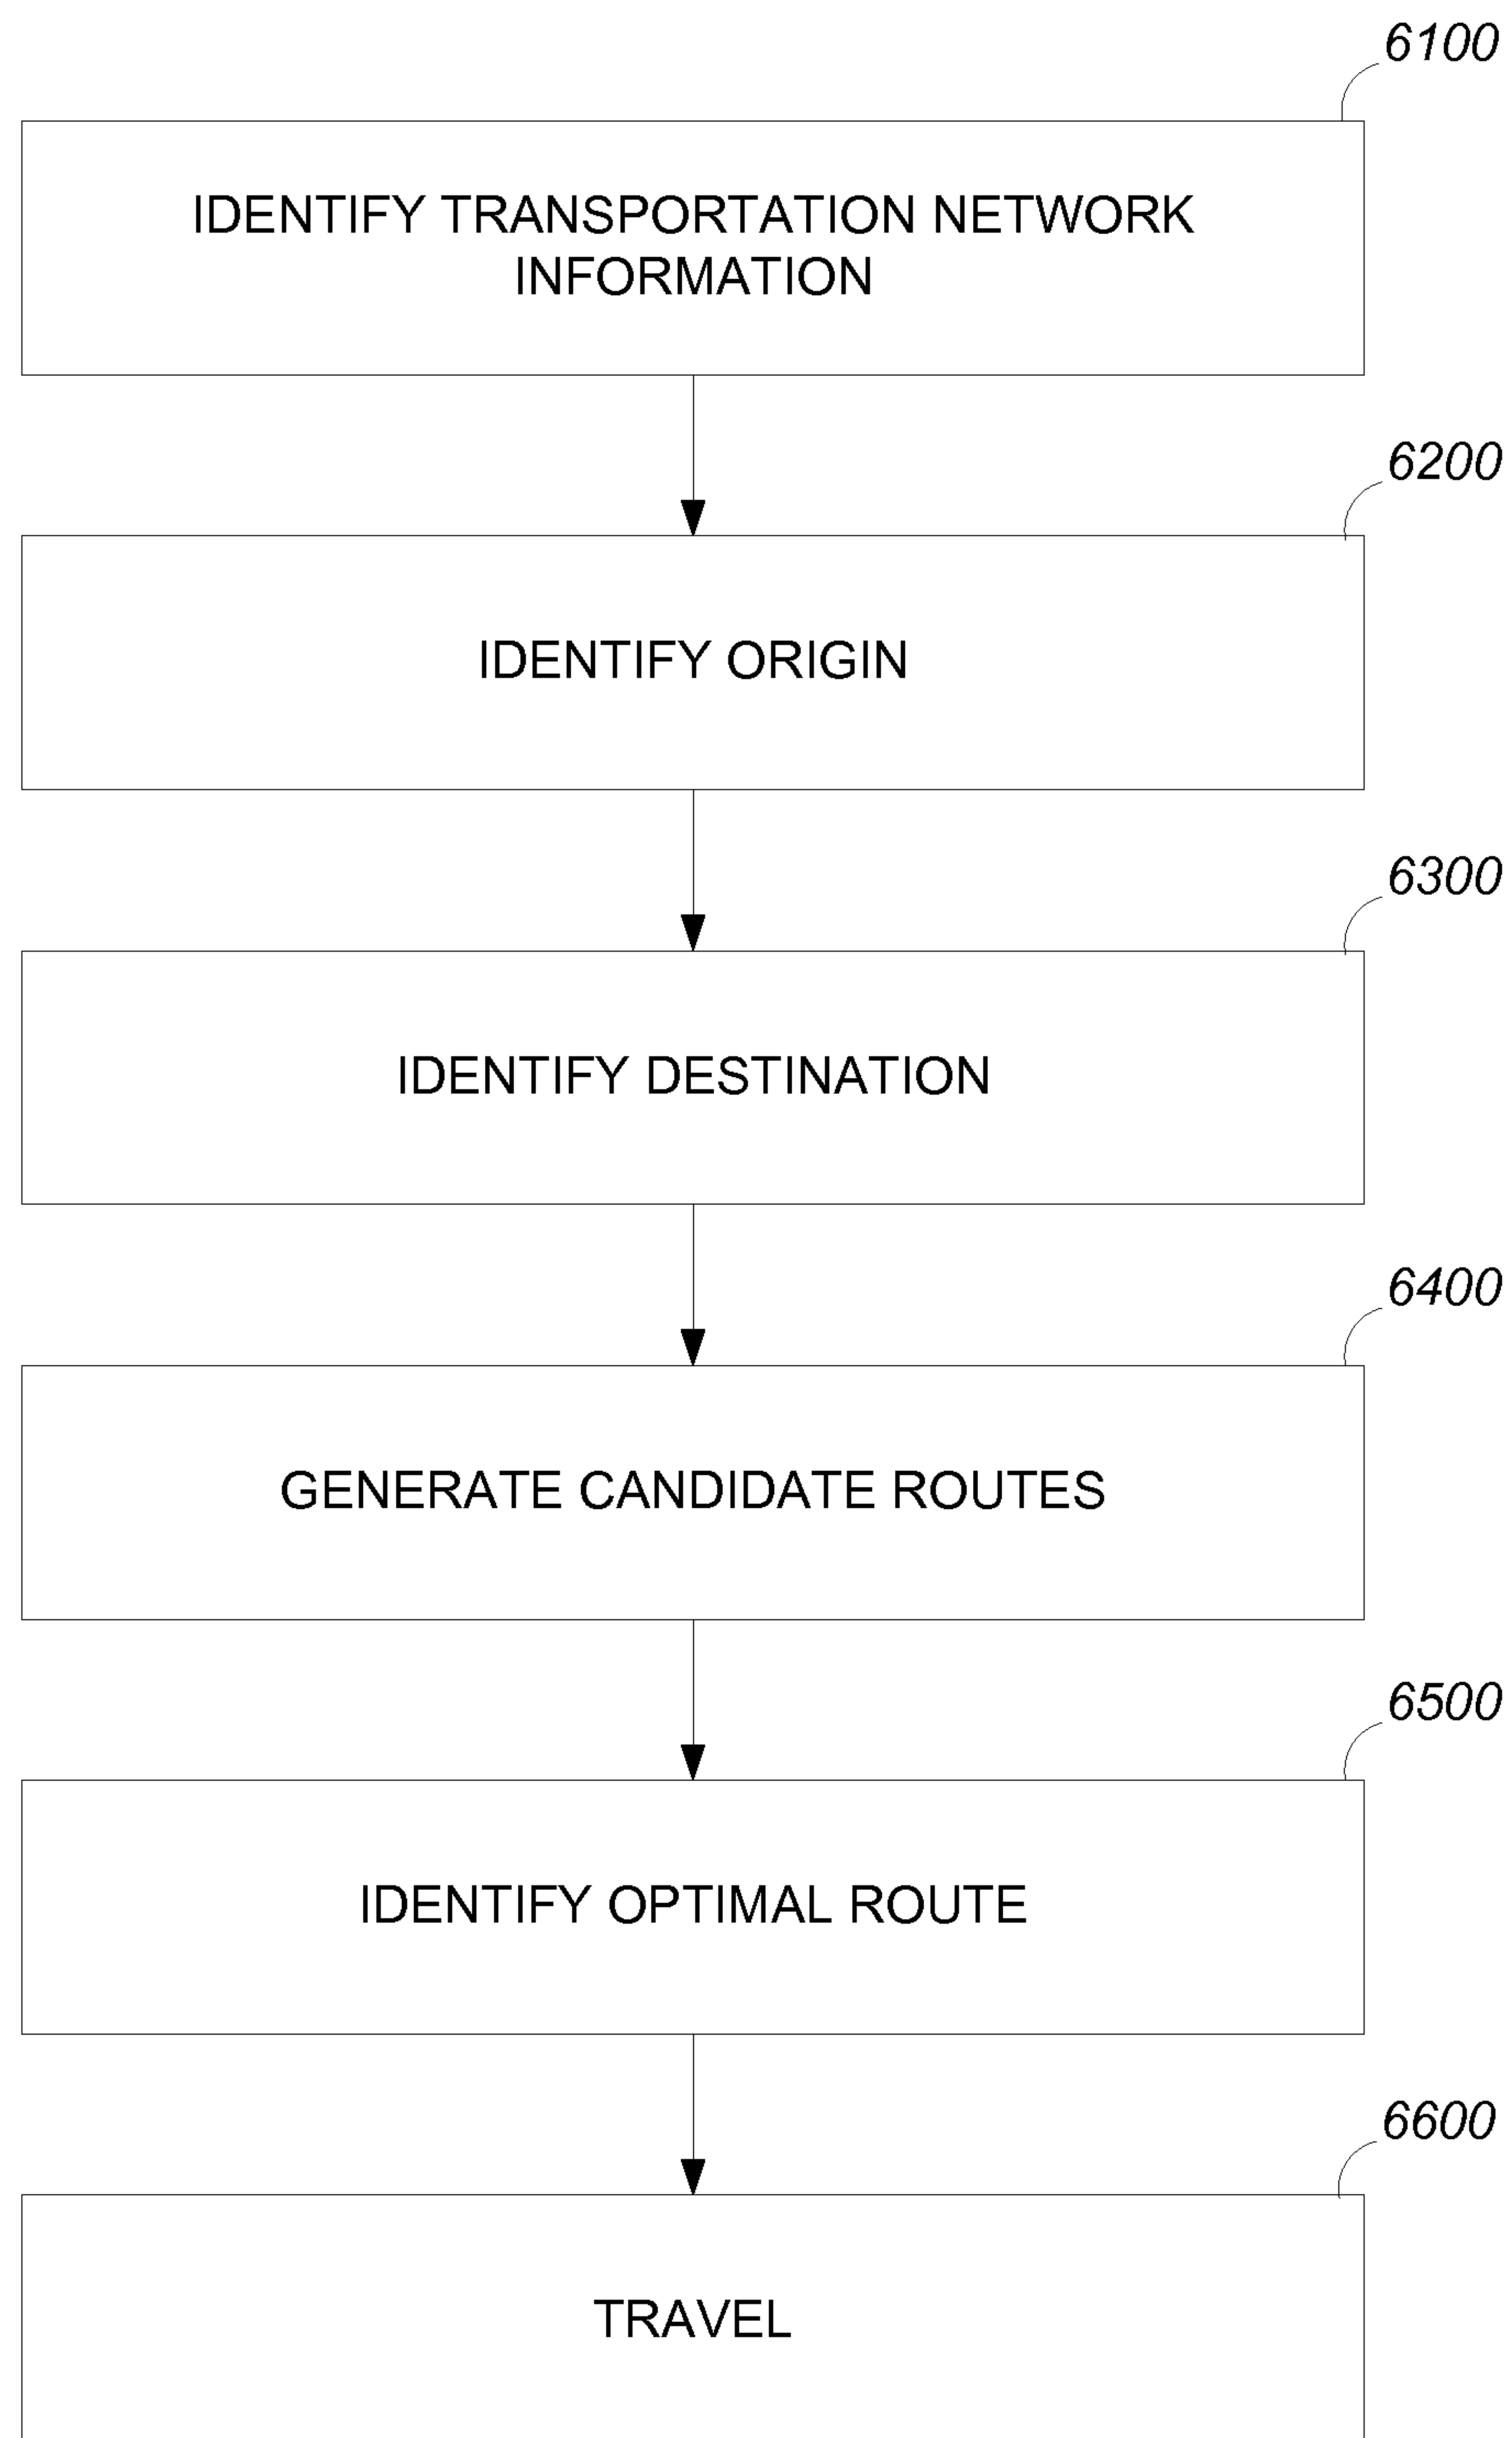 6100
IDENTIFY TRANSPORTATION NETWORK
INFORMATION
6200
IDENTIFY ORIGIN
6300
IDENTIFY DESTINATION
6400
GENERATE CANDIDATE ROUTES
6500
IDENTIFY OPTIMAL ROUTE
6600
TRAVEL